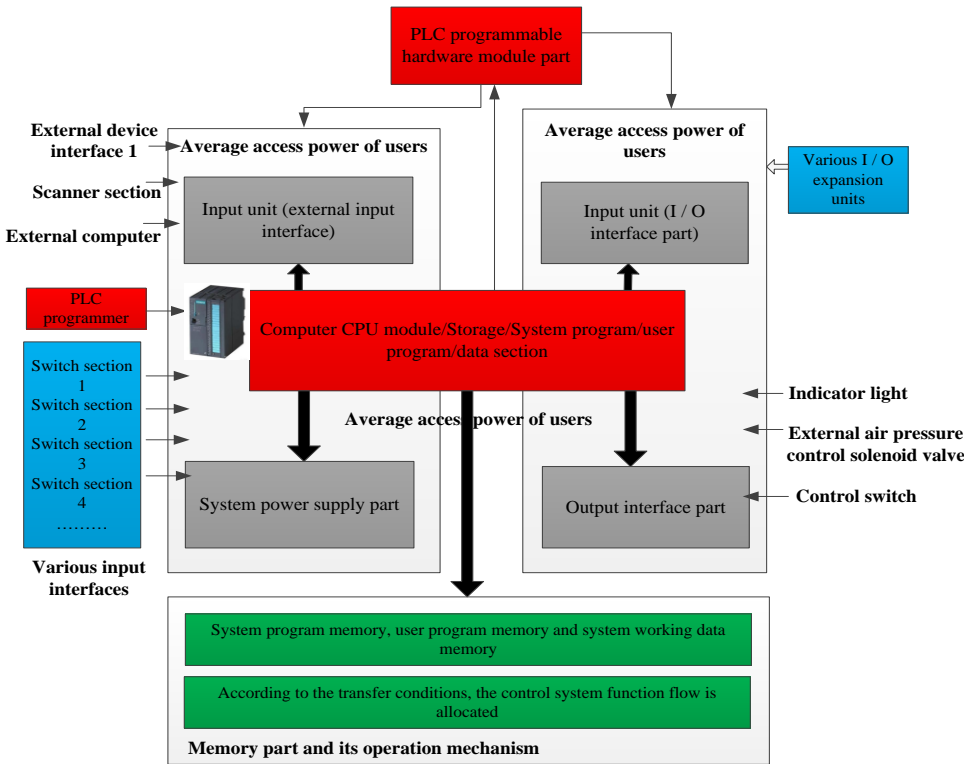 PLC programmable
hardware module part
External device
interface 1
Scanner section
External computer
Average access power of users
Input unit (external input
interface)
Average access power of
users
Input unit (I / O
interface part)
Various I / O
expansion
units
PLC
programmer
Computer CPU module/Storage/System program/user
program/data section
Switch section
1
Switch section
2
Switch section
3
Switch section
4
………
Various input
interfaces
Average access power of users
System power supply part
Output interface part
Indicator light
External air pressure
control solenoid valve
Control switch
System program memory, user program memory and system working data
memory
According to the transfer conditions, the control system function flow is
allocated
Memory part and its operation mechanism